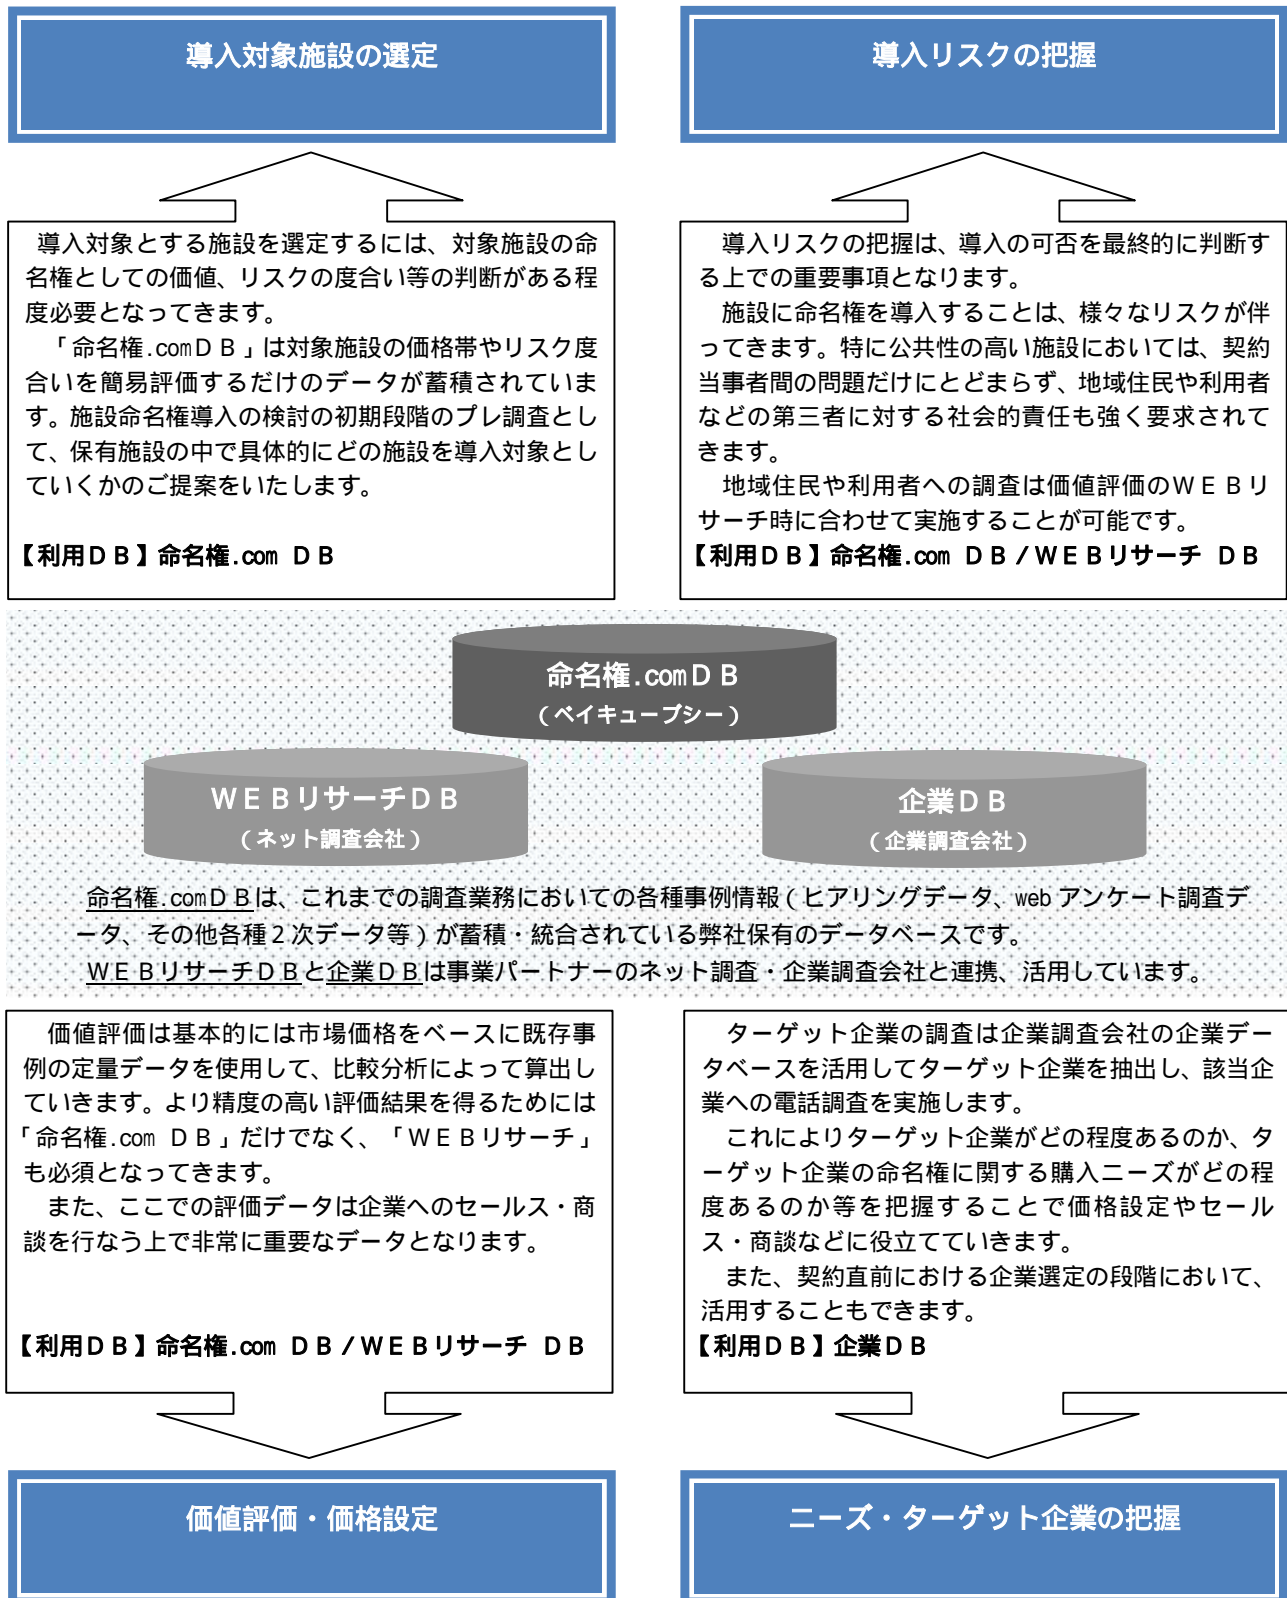 導入対象施設の選定
導入リスクの把握
導入対象とする施設を選定するには、対象施設の命
名権としての価値、リスクの度合い等の判断がある程
度必要となってきます。
「命名権.comＤＢ」は対象施設の価格帯やリスク度
合いを簡易評価するだけのデータが蓄積されていま
す。施設命名権導入の検討の初期段階のプレ調査とし
て、保有施設の中で具体的にどの施設を導入対象とし
ていくかのご提案をいたします。
【利用ＤＢ】命名権.com ＤＢ
導入リスクの把握は、導入の可否を最終的に判断す
る上での重要事項となります。
施設に命名権を導入することは、様々なリスクが伴
ってきます。特に公共性の高い施設においては、契約
当事者間の問題だけにとどまらず、地域住民や利用者
などの第三者に対する社会的責任も強く要求されて
きます。
地域住民や利用者への調査は価値評価のＷＥＢリ
サーチ時に合わせて実施することが可能です。
【利用ＤＢ】命名権.com ＤＢ／ＷＥＢリサーチ ＤＢ
命名権.comＤＢ
（ベイキューブシー）
ＷＥＢリサーチＤＢ
（ネット調査会社）
企業ＤＢ
（企業調査会社）
命名権.comＤＢは、これまでの調査業務においての各種事例情報（ヒアリングデータ、web アンケート調査デ
ータ、その他各種２次データ等）が蓄積・統合されている弊社保有のデータベースです。
ＷＥＢリサーチＤＢと企業ＤＢは事業パートナーのネット調査・企業調査会社と連携、活用しています。
価値評価は基本的には市場価格をベースに既存事
例の定量データを使用して、比較分析によって算出し
ていきます。より精度の高い評価結果を得るためには
「命名権.com ＤＢ」だけでなく、「ＷＥＢリサーチ」
も必須となってきます。
また、ここでの評価データは企業へのセールス・商
談を行なう上で非常に重要なデータとなります。
【利用ＤＢ】命名権.com ＤＢ／ＷＥＢリサーチ ＤＢ
ターゲット企業の調査は企業調査会社の企業デー
タベースを活用してターゲット企業を抽出し、該当企
業への電話調査を実施します。
これによりターゲット企業がどの程度あるのか、タ
ーゲット企業の命名権に関する購入ニーズがどの程
度あるのか等を把握することで価格設定やセール
ス・商談などに役立てていきます。
また、契約直前における企業選定の段階において、
活用することもできます。
【利用ＤＢ】企業ＤＢ
価値評価・価格設定
ニーズ・ターゲット企業の把握